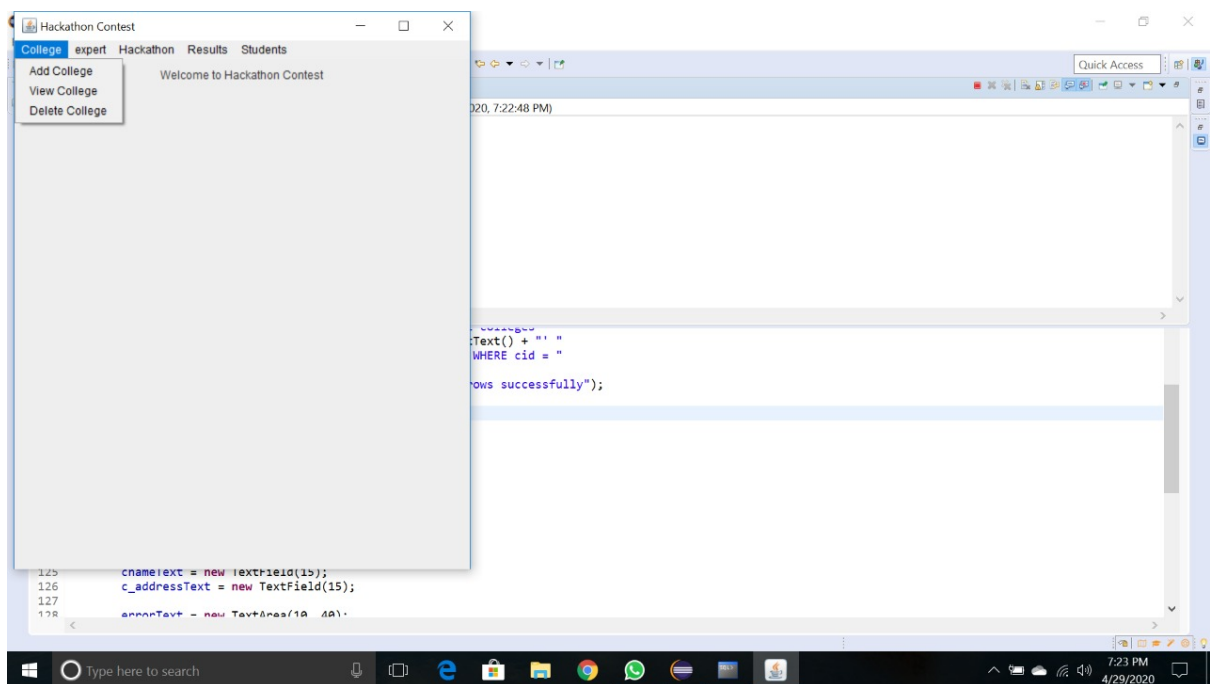 Hackathon Contest
College expert Hackathon Results Students
Add College
View College
Delete College
Welcome to Hackathon Contest
Quick Access
020, 7:22:48 PM)
colleges
Text() + "' "
WHERE cid = "
rows successfully");
125 cnameText = new TextField(15);
126 c_addressText = new TextField(15);
127
128 errorText = new TextArea(10, 40);
Type here to search
7:23 PM
4/29/2020